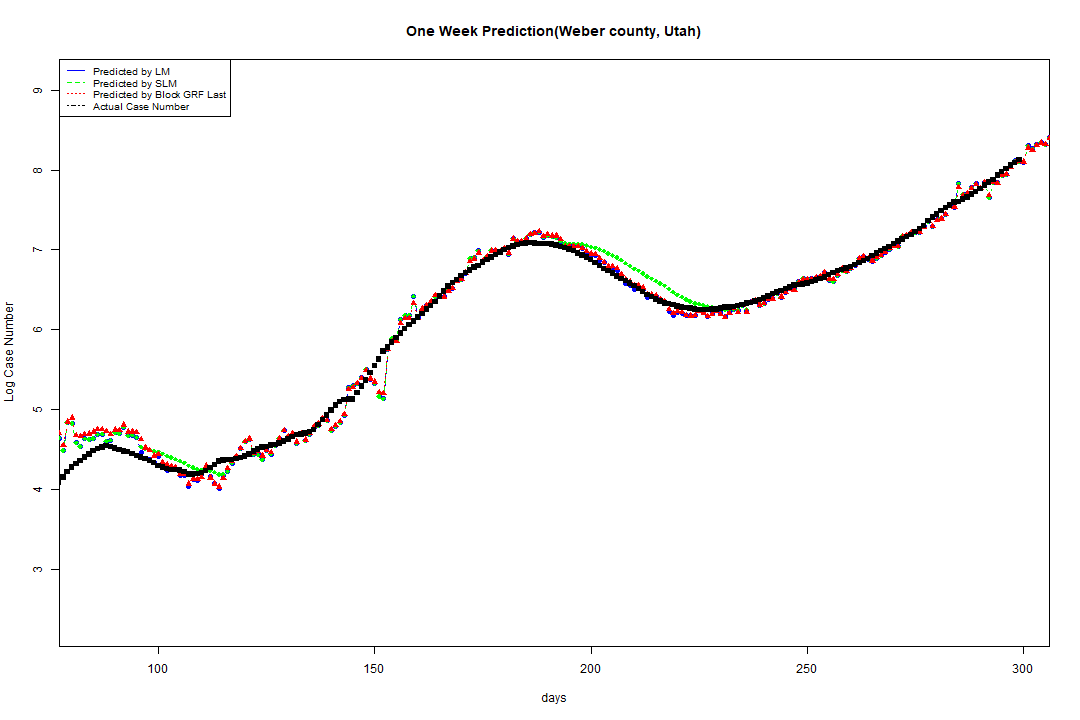 One Week Prediction(Weber county, Utah)
Predicted by LM
Predicted by SLM
Predicted by Block GRF Last
Actual Case Number
9
8
7
6
5
4
3
Log Case Number
100 150 200 250 300
days